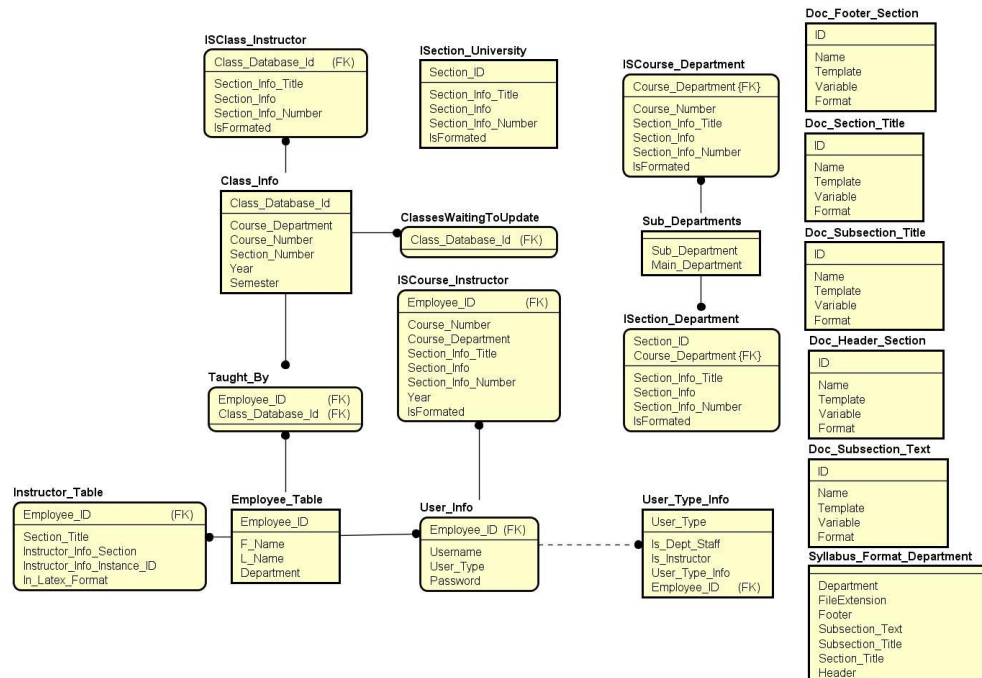 ISClass_Instructor
Class_Database_Id (FK)
Section_Info_Title
Section_Info
Section_Info_Number
IsFormated
ISection_University
Section_ID
Section_Info_Title
Section_Info
Section_Info_Number
IsFormated
ISCourse_Department
Course_Department{FK}
Course_Number
Section_Info_Title
Section_Info
Section_Info_Number
IsFormated
Doc_Footer_Section
ID
Name
Template
Variable
Format
Doc_Section_Title
ID
Name
Template
Variable
Format
Class_Info
Class_Database_Id
Course_Department
Course_Number
Section_Number
Year
Semester
ClassesWaitingToUpdate
Class_Database_Id (FK)
Sub_Departments
Sub_Department
Main_Department
Doc_Subsection_Title
ID
Name
Template
Variable
Format
ISCourse_Instructor
Employee_ID (FK)
Course_Number
Course_Department
Section_Info_Title
Section_Info
Section_Info_Number
Year
IsFormated
ISection_Department
Section_ID
Course_Department{FK}
Section_Info_Title
Section_Info
Section_Info_Number
IsFormated
Doc_Header_Section
ID
Name
Template
Variable
Format
Taught_By
Employee_ID (FK)
Class_Database_Id (FK)
Doc_Subsection_Text
ID
Name
Template
Variable
Format
Instructor_Table
Employee_ID (FK)
Section_Title
Instructor_Info_Section
Instructor_Info_Instance_ID
In_Latex_Format
Employee_Table
Employee_ID
F_Name
L_Name
Department
User_Info
Employee_ID (FK)
Username
User_Type
Password
User_Type_Info
User_Type
Is_Dept_Staff
Is_Instructor
User_Type_Info
Employee_ID (FK)
Syllabus_Format_Department
Department
FileExtension
Footer
Subsection_Text
Subsection_Title
Section_Title
Header